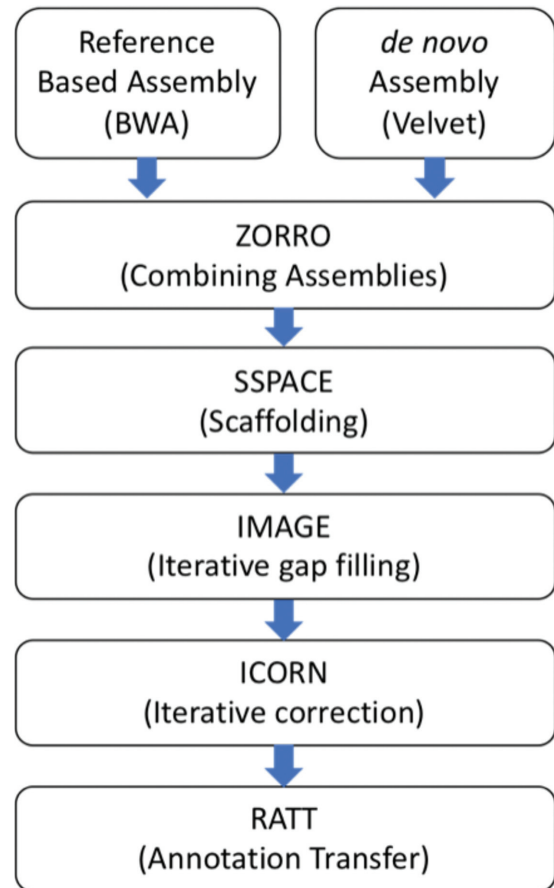 Reference
Based Assembly
(BWA)
de novo
Assembly
(Velvet)
ZORRO
(Combining Assemblies)
SSPACE
(Scaffolding)
IMAGE
(Iterative gap filling)
ICORN
(Iterative correction)
RATT
(Annotation Transfer)